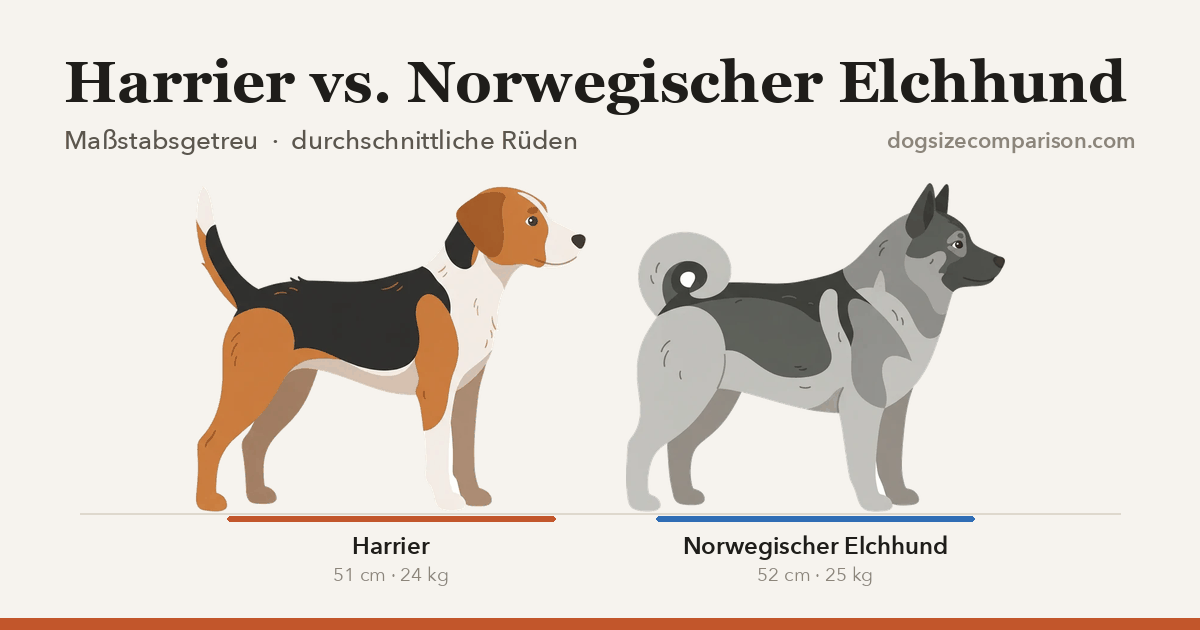 Harrier vs. Norwegischer Elchhund
Maßstabsgetreu · durchschnittliche Rüden
dogsizecomparison.com
Harrier
51 cm · 24 kg
Norwegischer Elchhund
52 cm · 25 kg